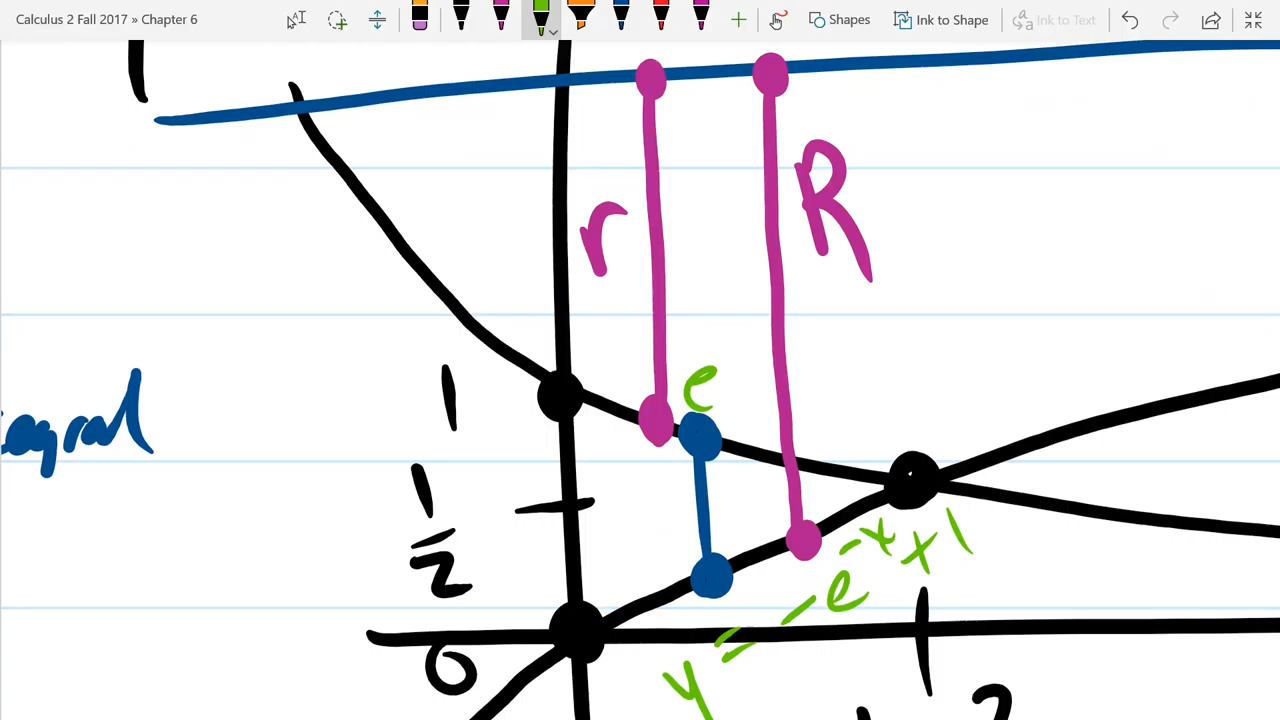 Calculus 2 Fall 2017 » Chapter 6
Shapes
Ink to Shape
Ink to Text
r
R
e
1
1
2
0
y = -e^-x + 1